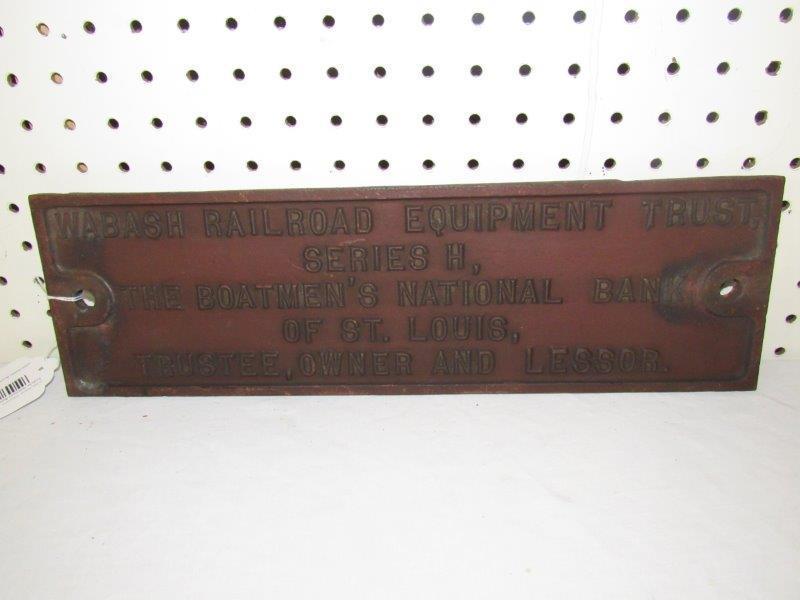 WABASH RAILROAD EQUIPMENT TRUST,
SERIES H,
THE BOATMEN'S NATIONAL BANK
OF ST. LOUIS,
TRUSTEE, OWNER AND LESSOR.